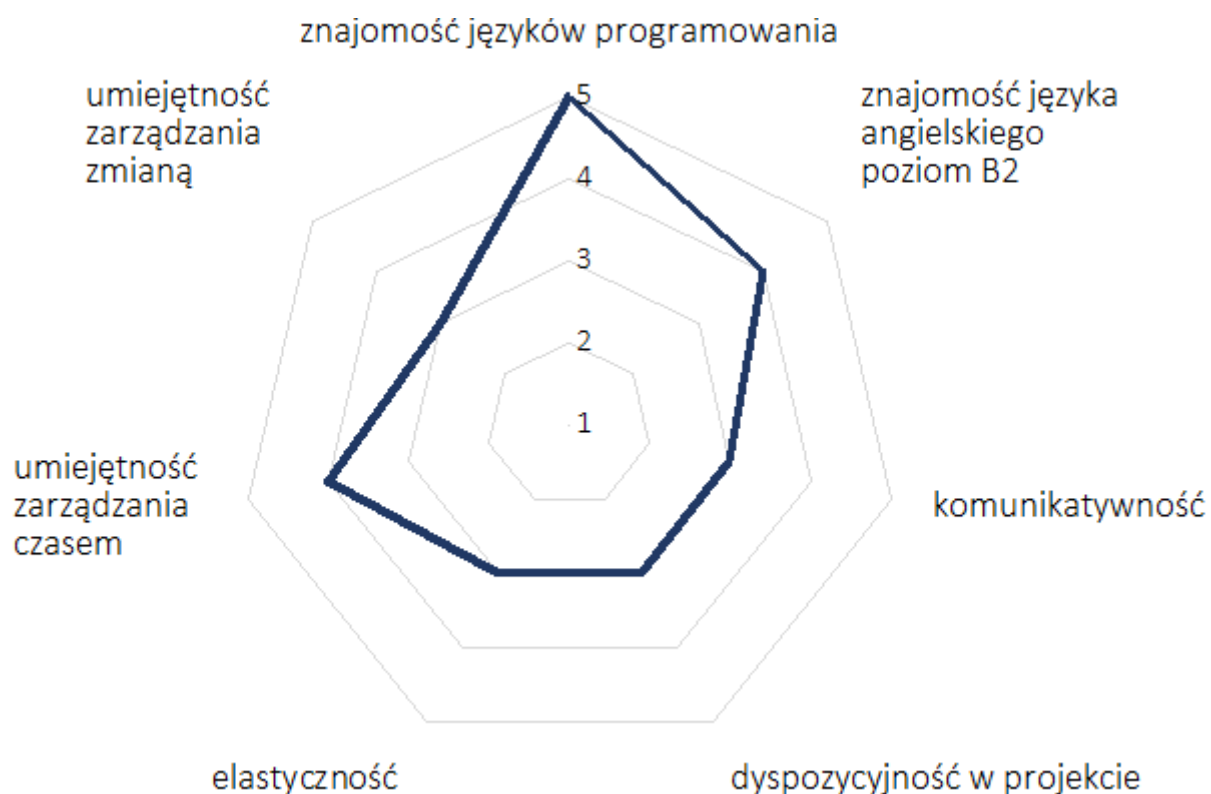 znajomość języków programowania
umiejętność
zarządzania
zmianą
5
znajomość języka
angielskiego
poziom B2
4
3
2
1
umiejętność
zarządzania
czasem
komunikatywność
elastyczność
dyspozycyjność w projekcie